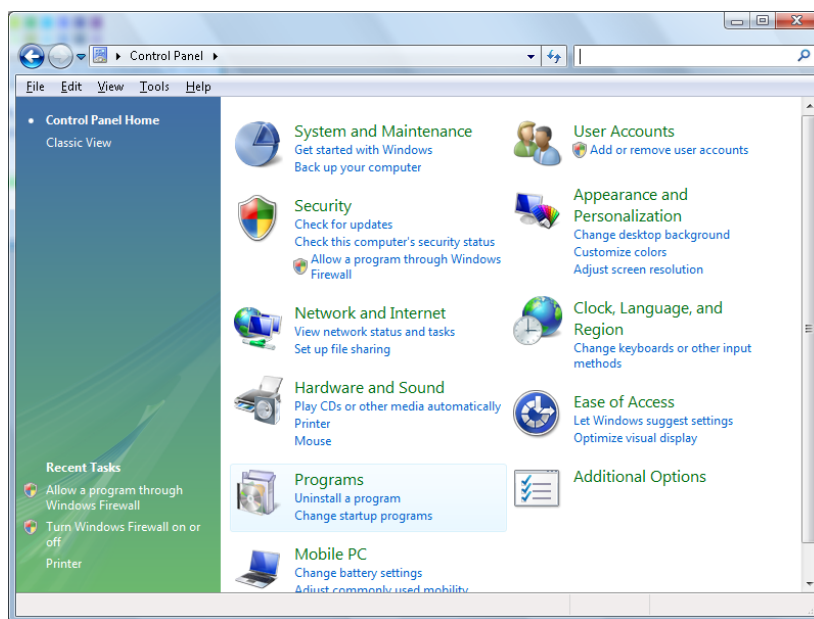 Control Panel
File Edit View Tools Help
Control Panel Home
Classic View
Recent Tasks
Allow a program through
Windows Firewall
Turn Windows Firewall on or
off
Printer
System and Maintenance
Get started with Windows
Back up your computer
Security
Check for updates
Check this computer's security status
Allow a program through Windows
Firewall
Network and Internet
View network status and tasks
Set up file sharing
Hardware and Sound
Play CDs or other media automatically
Printer
Mouse
Programs
Uninstall a program
Change startup programs
Mobile PC
Change battery settings
Adjust commonly used mobility
User Accounts
Add or remove user accounts
Appearance and
Personalization
Change desktop background
Customize colors
Adjust screen resolution
Clock, Language, and
Region
Change keyboards or other input
methods
Ease of Access
Let Windows suggest settings
Optimize visual display
Additional Options